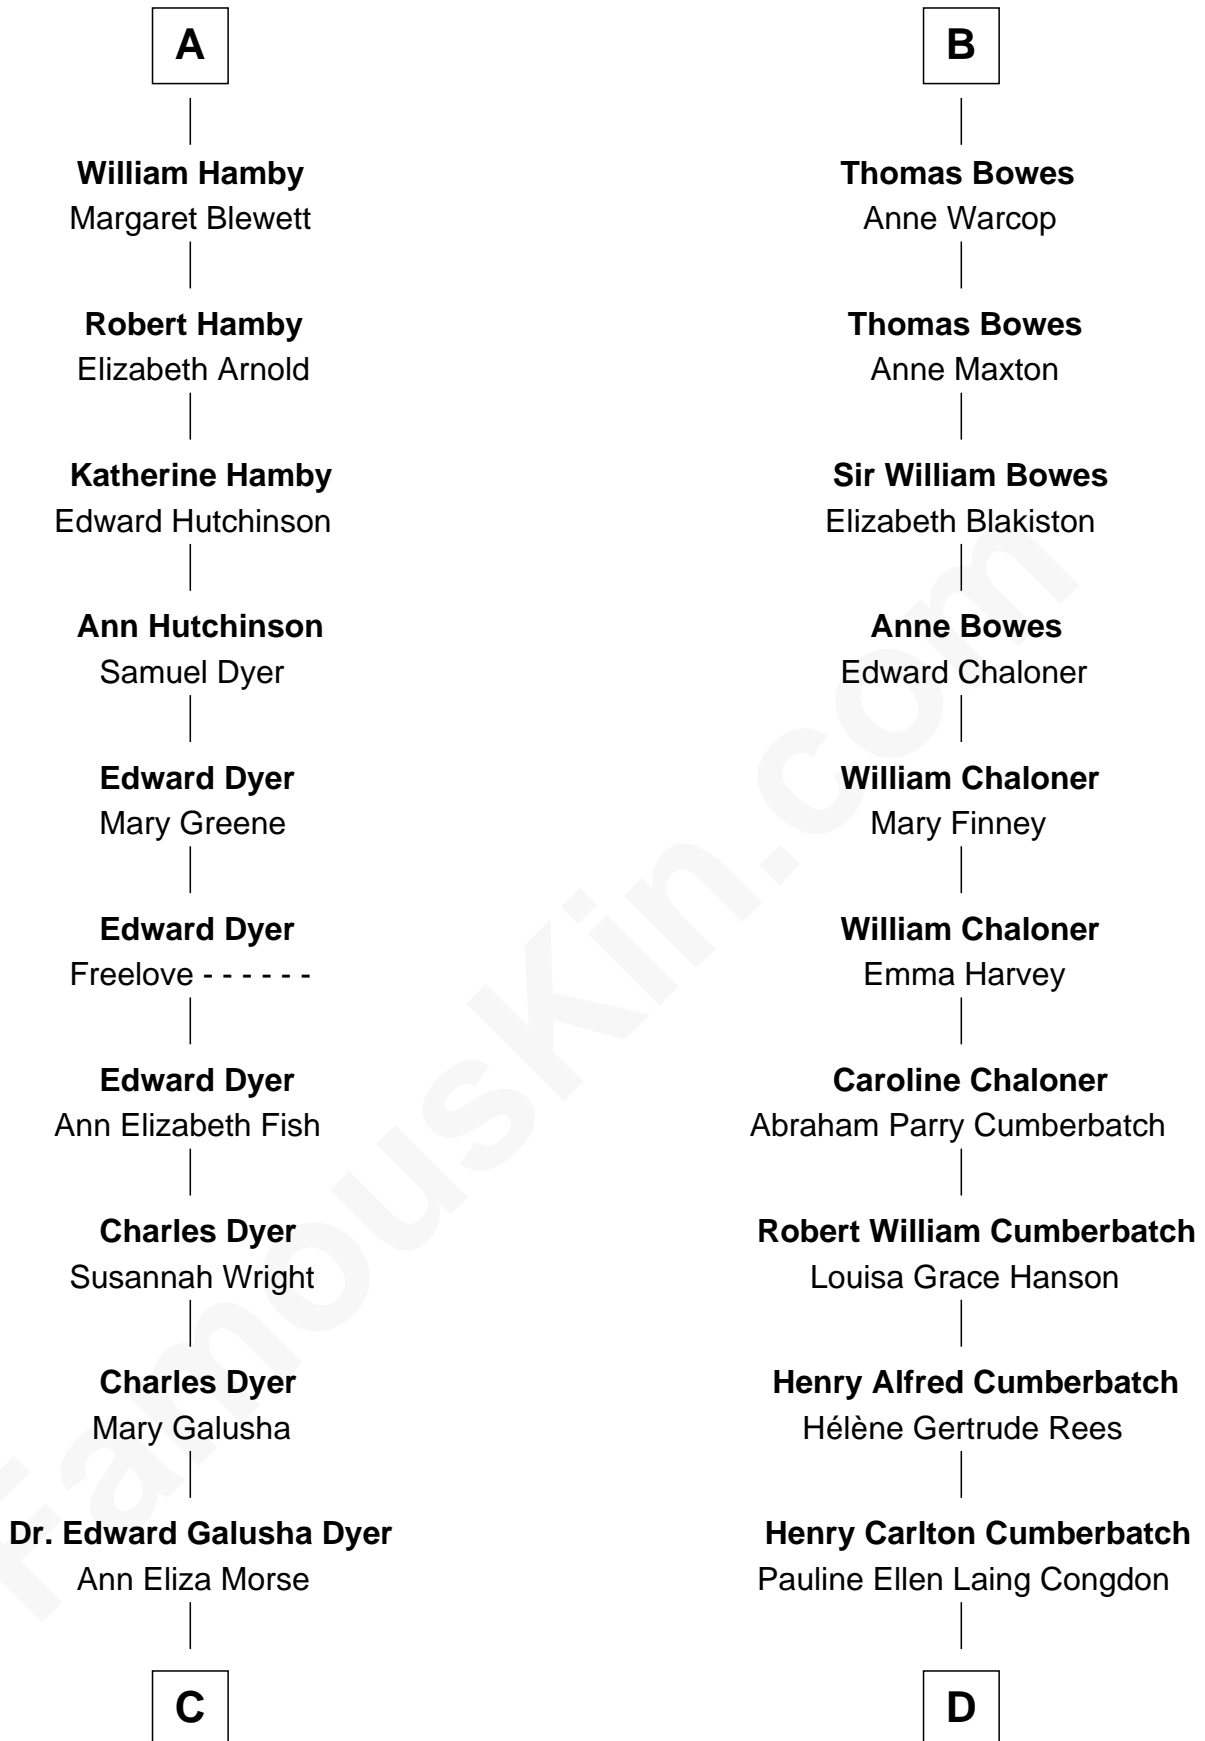 A
William Hamby
Margaret Blewett
Robert Hamby
Elizabeth Arnold
Katherine Hamby
Edward Hutchinson
Ann Hutchinson
Samuel Dyer
Edward Dyer
Mary Greene
Edward Dyer
Freelove - - - - - -
Edward Dyer
Ann Elizabeth Fish
Charles Dyer
Susannah Wright
Charles Dyer
Mary Galusha
Dr. Edward Galusha Dyer
Ann Eliza Morse
C
B
Thomas Bowes
Anne Warcop
Thomas Bowes
Anne Maxton
Sir William Bowes
Elizabeth Blakiston
Anne Bowes
Edward Chaloner
William Chaloner
Mary Finney
William Chaloner
Emma Harvey
Caroline Chaloner
Abraham Parry Cumberbatch
Robert William Cumberbatch
Louisa Grace Hanson
Henry Alfred Cumberbatch
Hélène Gertrude Rees
Henry Carlton Cumberbatch
Pauline Ellen Laing Congdon
D
FamousKin.com